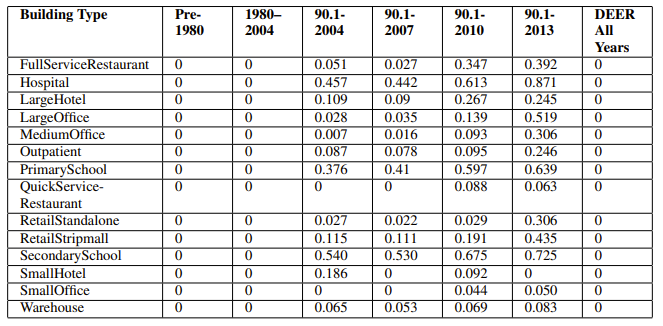 Building Type Pre-1980 1980–2004 90.1-2004 90.1-2007 90.1-2010 90.1-2013 DEER All Years
FullServiceRestaurant 0 0 0.051 0.027 0.347 0.392 0
Hospital 0 0 0.457 0.442 0.613 0.871 0
LargeHotel 0 0 0.109 0.09 0.267 0.245 0
LargeOffice 0 0 0.028 0.035 0.139 0.519 0
MediumOffice 0 0 0.007 0.016 0.093 0.306 0
Outpatient 0 0 0.087 0.078 0.095 0.246 0
PrimarySchool 0 0 0.376 0.41 0.597 0.639 0
QuickService-Restaurant 0 0 0 0 0.088 0.063 0
RetailStandalone 0 0 0.027 0.022 0.029 0.306 0
RetailStripmall 0 0 0.115 0.111 0.191 0.435 0
SecondarySchool 0 0 0.540 0.530 0.675 0.725 0
SmallHotel 0 0 0.186 0 0.092 0 0
SmallOffice 0 0 0 0 0.044 0.050 0
Warehouse 0 0 0.065 0.053 0.069 0.083 0